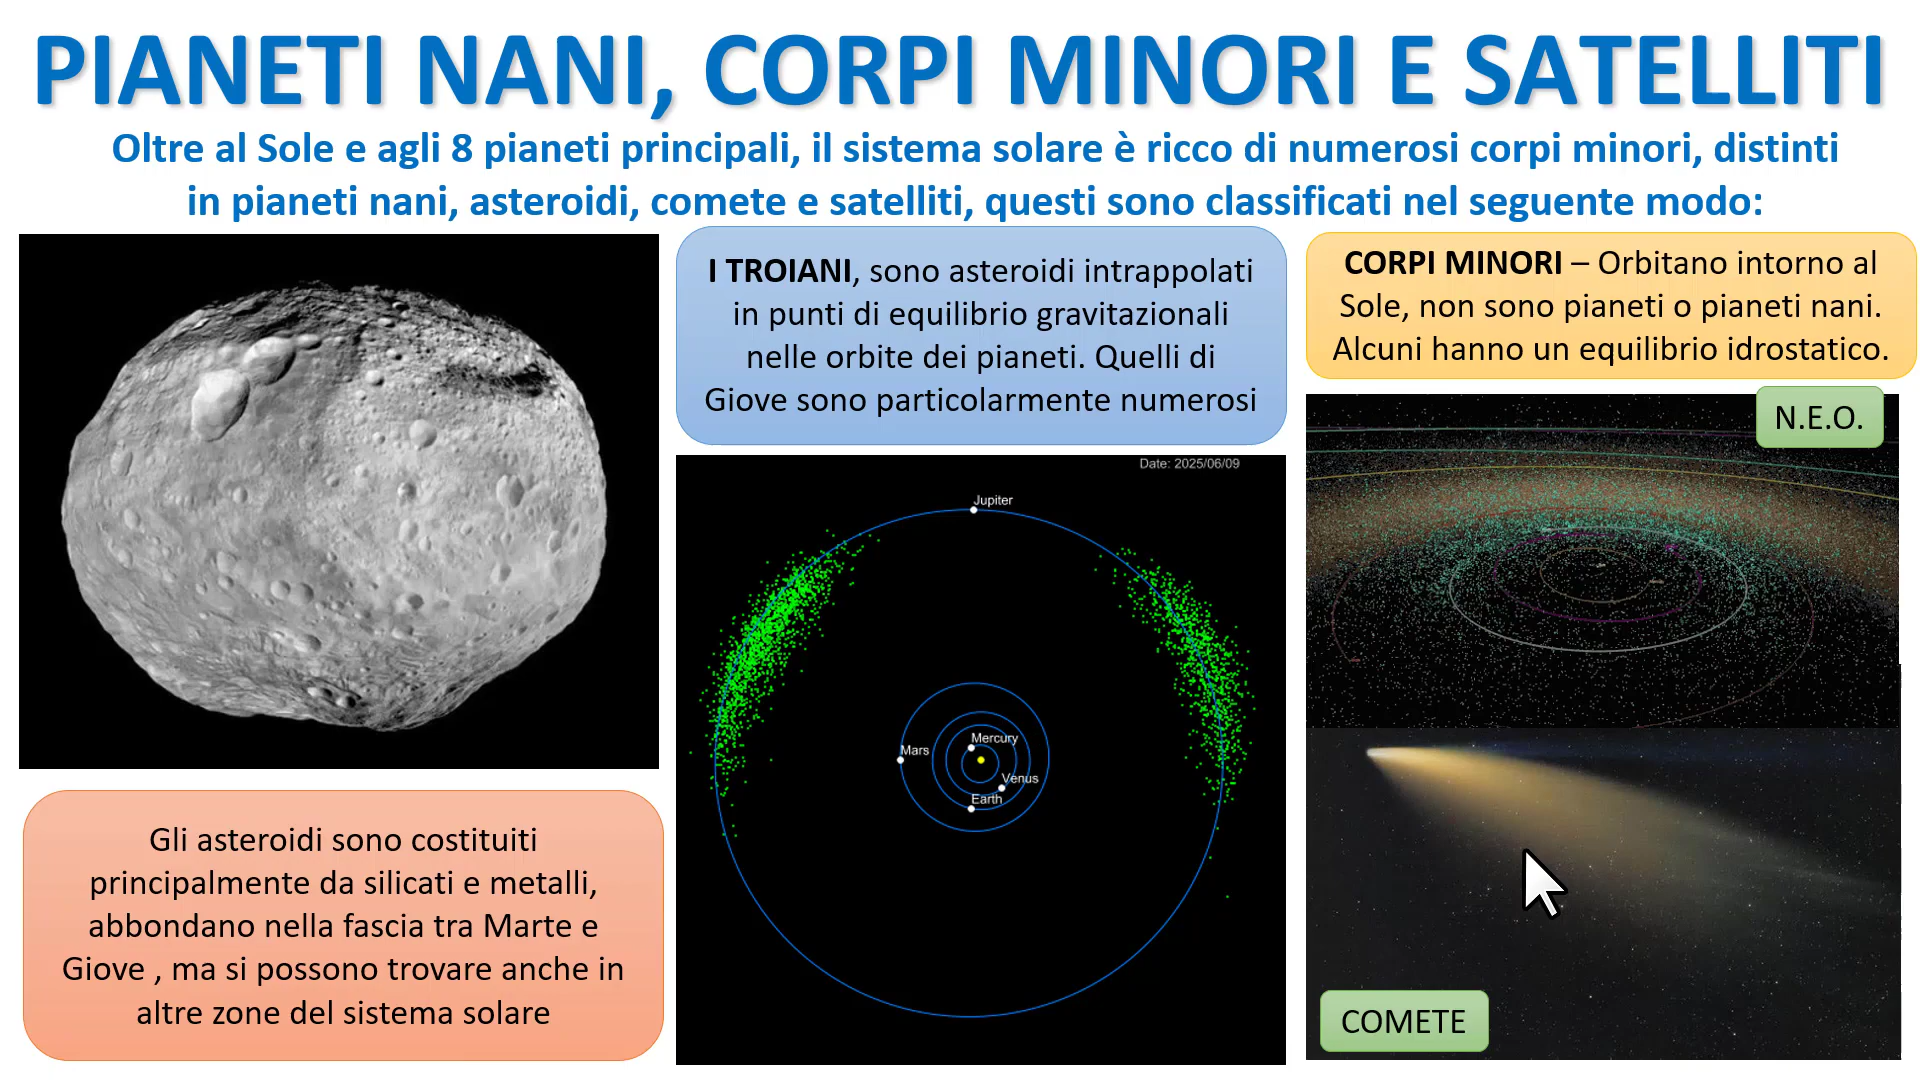 PIANETI NANI, CORPI MINORI E SATELLITI
Oltre al Sole e agli 8 pianeti principali, il sistema solare è ricco di numerosi corpi minori, distinti
in pianeti nani, asteroidi, comete e satelliti, questi sono classificati nel seguente modo:
Gli asteroidi sono costituiti
principalmente da silicati e metalli,
abbondano nella fascia tra Marte e
Giove , ma si possono trovare anche in
altre zone del sistema solare
I TROIANI, sono asteroidi intrappolati
in punti di equilibrio gravitazionali
nelle orbite dei pianeti. Quelli di
Giove sono particolarmente numerosi
Date: 2025/06/09
Jupiter
Mercury
Mars
Venus
Earth
CORPI MINORI – Orbitano intorno al
Sole, non sono pianeti o pianeti nani.
Alcuni hanno un equilibrio idrostatico.
N.E.O.
COMETE